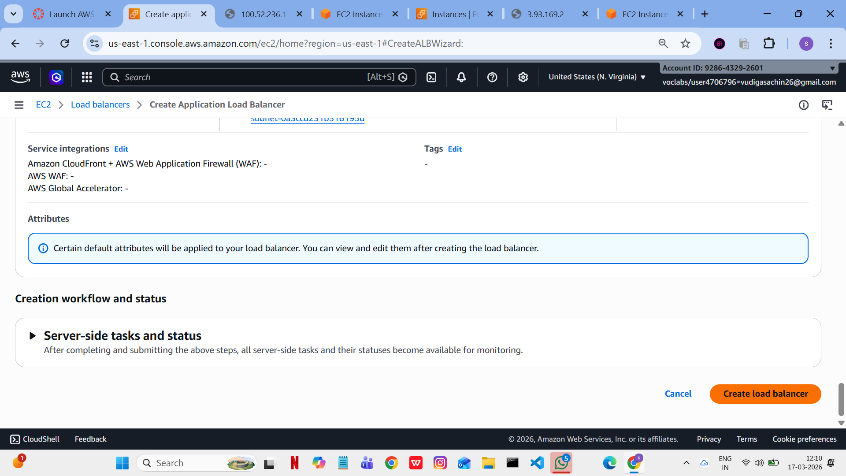 Launch AWS
Create applic
100.52.236.1
EC2 Instance
Instances | E
3.93.169.2
EC2 Instance
us-east-1.console.aws.amazon.com/ec2/home?region=us-east-1#CreateALBWizard:
S
aws
Search
[Alt+S]
United States (N. Virginia)
Account ID: 9286-4329-2601
voclabs/user4706796=vudigasachin26@gmail.com
EC2 > Load balancers > Create Application Load Balancer
Service integrations Edit
Amazon CloudFront + AWS Web Application Firewall (WAF): -
AWS WAF: -
AWS Global Accelerator: -
Tags Edit
-
Attributes
Certain default attributes will be applied to your load balancer. You can view and edit them after creating the load balancer.
Creation workflow and status
Server-side tasks and status
After completing and submitting the above steps, all server-side tasks and their statuses become available for monitoring.
Cancel
Create load balancer
CloudShell
Feedback
© 2026, Amazon Web Services, Inc. or its affiliates.
Privacy
Terms
Cookie preferences
1
Search
5
ENG
IN
12:10
17-03-2026